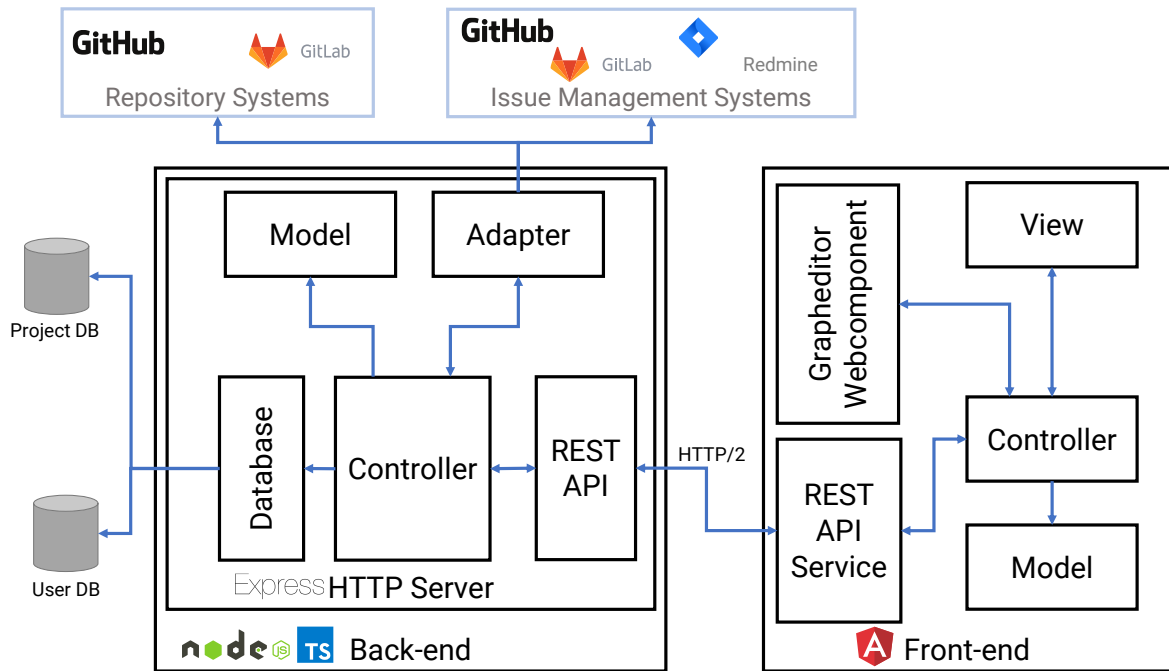 GitHub
GitLab
Repository Systems
GitHub
GitLab
Redmine
Issue Management Systems
Model
Adapter
Project DB
User DB
Database
Controller
REST
API
Express HTTP Server
node JS TS Back-end
HTTP/2
Grapheditor
Webcomponent
View
Controller
REST
API
Service
Model
A Front-end